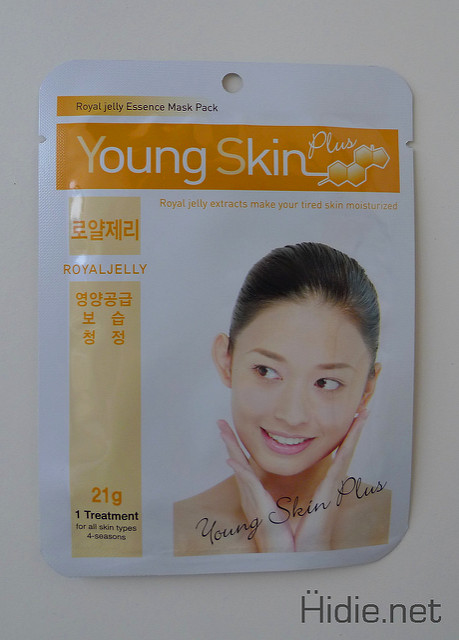 Royal jelly Essence Mask Pack
Young Skin Plus
Royal jelly extracts make your tired skin moisturized
로얄제리
ROYALJELLY
영양공급
보 습
청 정
21g
1 Treatment
for all skin types
4-seasons
Young Skin Plus
Hidie.net